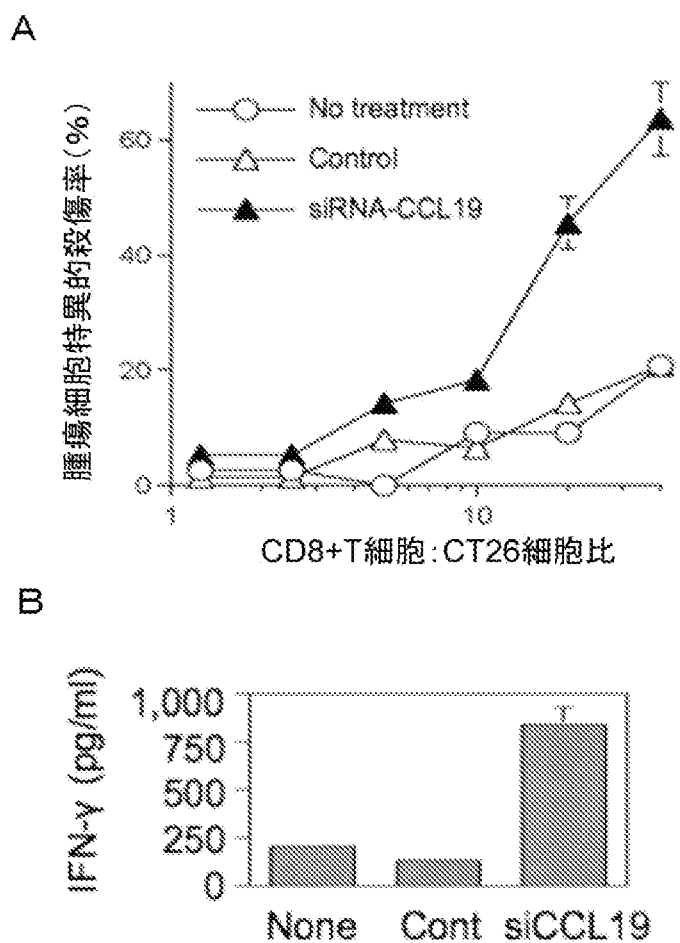 A
腫瘍細胞特異的殺傷率(%)
No treatment
Control
siRNA-CCL19
60
40
20
0
1
10
CD8+T細胞:CT26細胞比
B
IFN-γ (pg/ml)
1,000
750
500
250
0
None Cont siCCL19